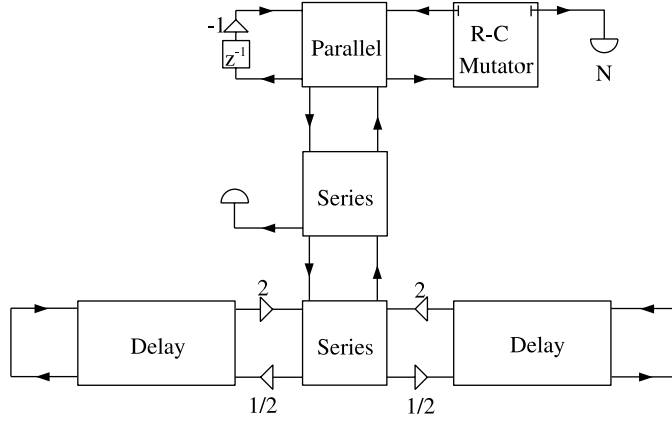 -1
z⁻¹
Parallel
R-C
Mutator
N
Series
2
2
Delay
Series
Delay
1/2
1/2